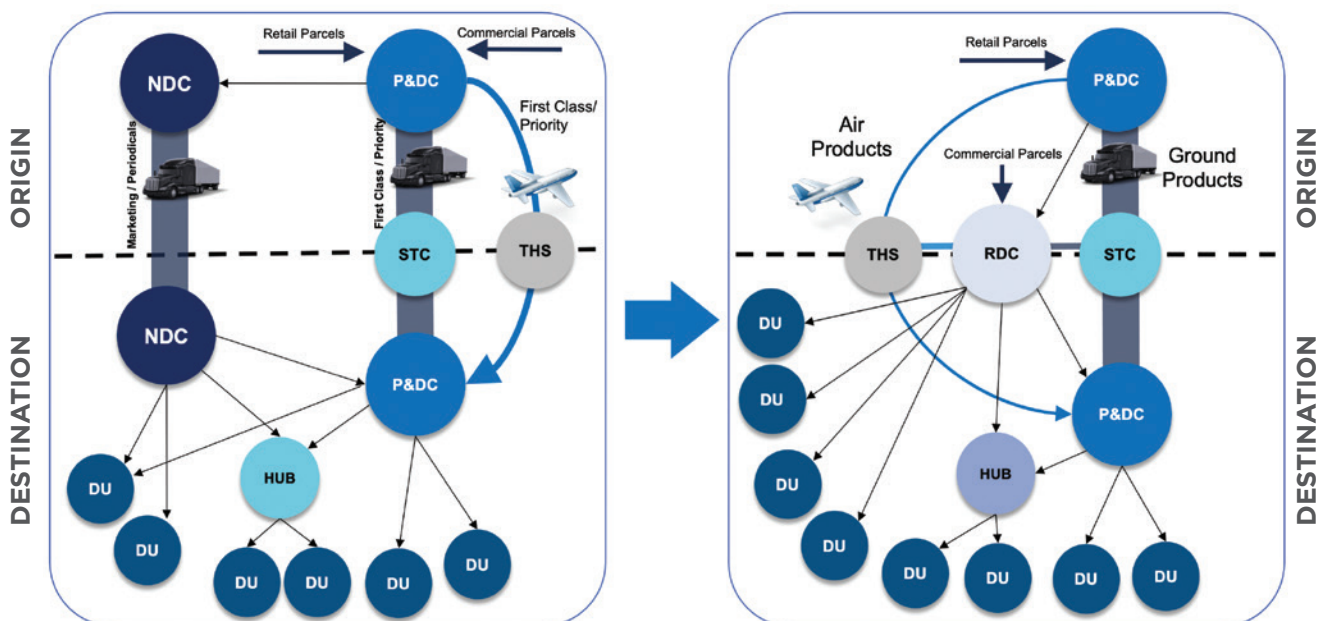 Retail Parcels
Commercial Parcels
NDC
P&DC
First Class/
Priority
Marketing / Periodicals
First Class / Priority
ORIGIN
STC
THS
NDC
P&DC
DESTINATION
HUB
DU
DU
DU
DU
DU
DU
Retail Parcels
P&DC
Air
Products
Commercial Parcels
Ground
Products
ORIGIN
THS
RDC
STC
DU
DU
P&DC
DESTINATION
HUB
DU
DU
DU
DU
DU
DU